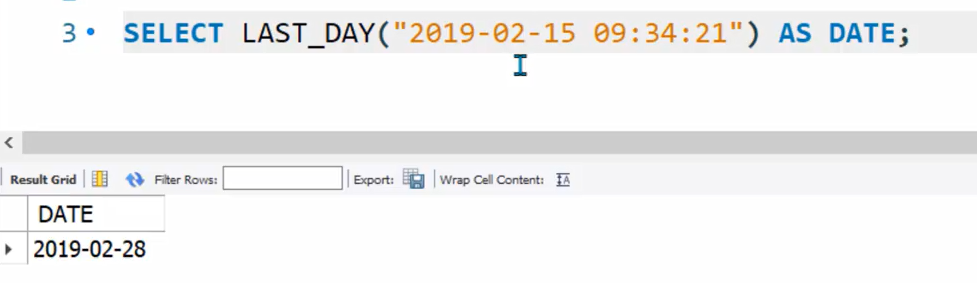 3 SELECT LAST_DAY("2019-02-15 09:34:21") AS DATE;
Result Grid Filter Rows: Export: Wrap Cell Content:
DATE
2019-02-28